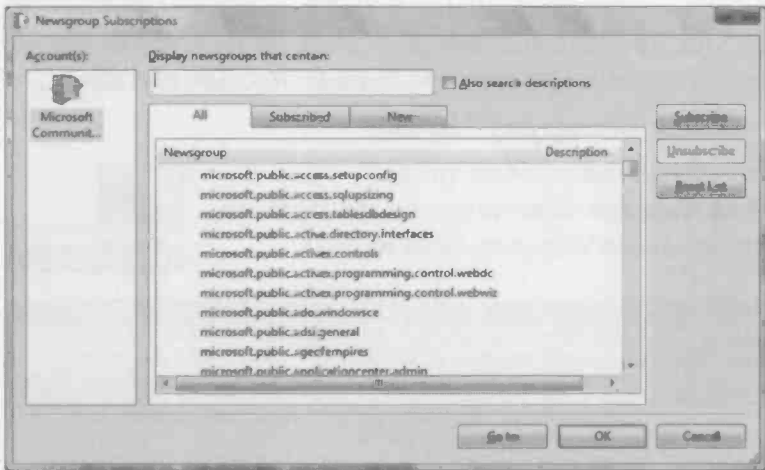 Newsgroup Subscriptions
Account(s):
Display newsgroups that contain:
Also search descriptions
Microsoft
Communit...
All
Subscribed
New
Subscribe
Unsubscribe
Reset List
Newsgroup
Description
microsoft.public.access.setupconfig
microsoft.public.access.sqlupsizing
microsoft.public.access.tablesdbdesign
microsoft.public.active.directory.interfaces
microsoft.public.activex.controls
microsoft.public.activex.programming.control.webdc
microsoft.public.activex.programming.control.webwiz
microsoft.public.ado.windowsce
microsoft.public.adsi.general
microsoft.public.ageofempires
microsoft.public.applicationcenter.admin
Go to
OK
Cancel